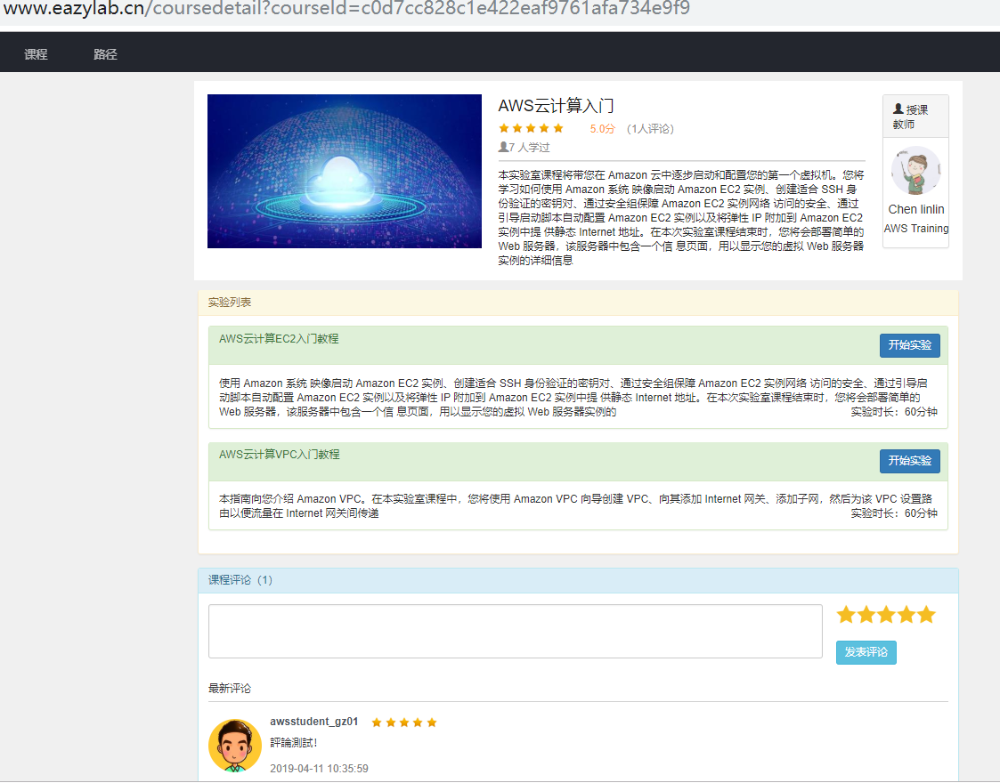 www.eazylab.cn/coursedetail?courseId=c0d7cc828c1e422eaf9761afa734e9f9
课程 路径
AWS云计算入门
5.0分 （1人评论）
7 人学过
本实验室课程将带您在 Amazon 云中逐步启动和配置您的第一个虚拟机。您将
学习如何使用 Amazon 系统 映像启动 Amazon EC2 实例、创建适合 SSH 身
份验证的密钥对、通过安全组保障 Amazon EC2 实例网络 访问的安全、通过
引导启动脚本自动配置 Amazon EC2 实例以及将弹性 IP 附加到 Amazon EC2
实例中提 供静态 Internet 地址。在本次实验室课程结束时，您将会部署简单的
Web 服务器，该服务器中包含一个信 息页面，用以显示您的虚拟 Web 服务器
实例的详细信息
授课
教师
Chen linlin
AWS Training
实验列表
AWS云计算EC2入门教程
开始实验
使用 Amazon 系统 映像启动 Amazon EC2 实例、创建适合 SSH 身份验证的密钥对、通过安全组保障 Amazon EC2 实例网络 访问的安全、通过引导启
动脚本自动配置 Amazon EC2 实例以及将弹性 IP 附加到 Amazon EC2 实例中提 供静态 Internet 地址。在本次实验室课程结束时，您将会部署简单的
Web 服务器，该服务器中包含一个信 息页面，用以显示您的虚拟 Web 服务器实例的 实验时长：60分钟
AWS云计算VPC入门教程
开始实验
本指南向您介绍 Amazon VPC。在本实验室课程中，您将使用 Amazon VPC 向导创建 VPC、向其添加 Internet 网关、添加子网，然后为该 VPC 设置路
由以便流量在 Internet 网关间传递 实验时长：60分钟
课程评论（1）
发表评论
最新评论
awsstudent_gz01
評論測試！
2019-04-11 10:35:59